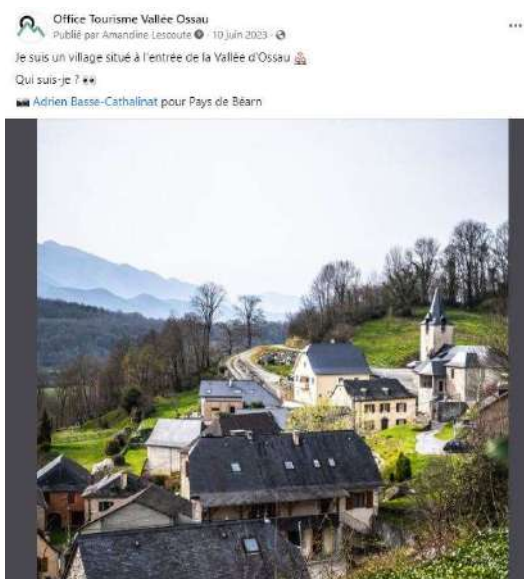 Office Tourisme Vallée Ossau
Publié par Amandine Lescoute · 10 juin 2023 ·
Je suis un village situé à l'entrée de la Vallée d'Ossau
Qui suis-je ?
Adrien Basse-Cathalinat pour Pays de Béarn